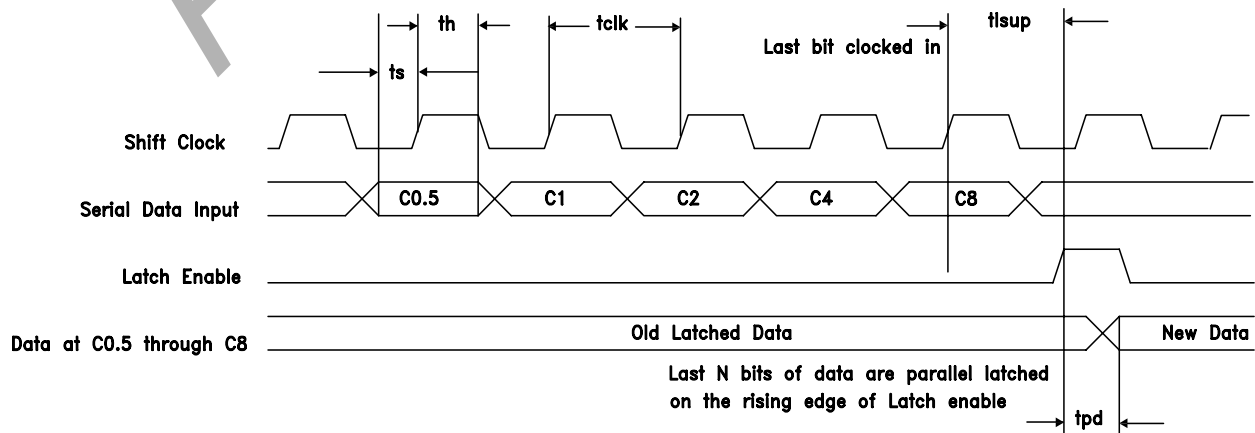 th
tclk
tlsup
Last bit clocked in
ts
Shift Clock
C0.5
C1
C2
C4
C8
Serial Data Input
Latch Enable
Old Latched Data
New Data
Data at C0.5 through C8
Last N bits of data are parallel latched
on the rising edge of Latch enable
tpd